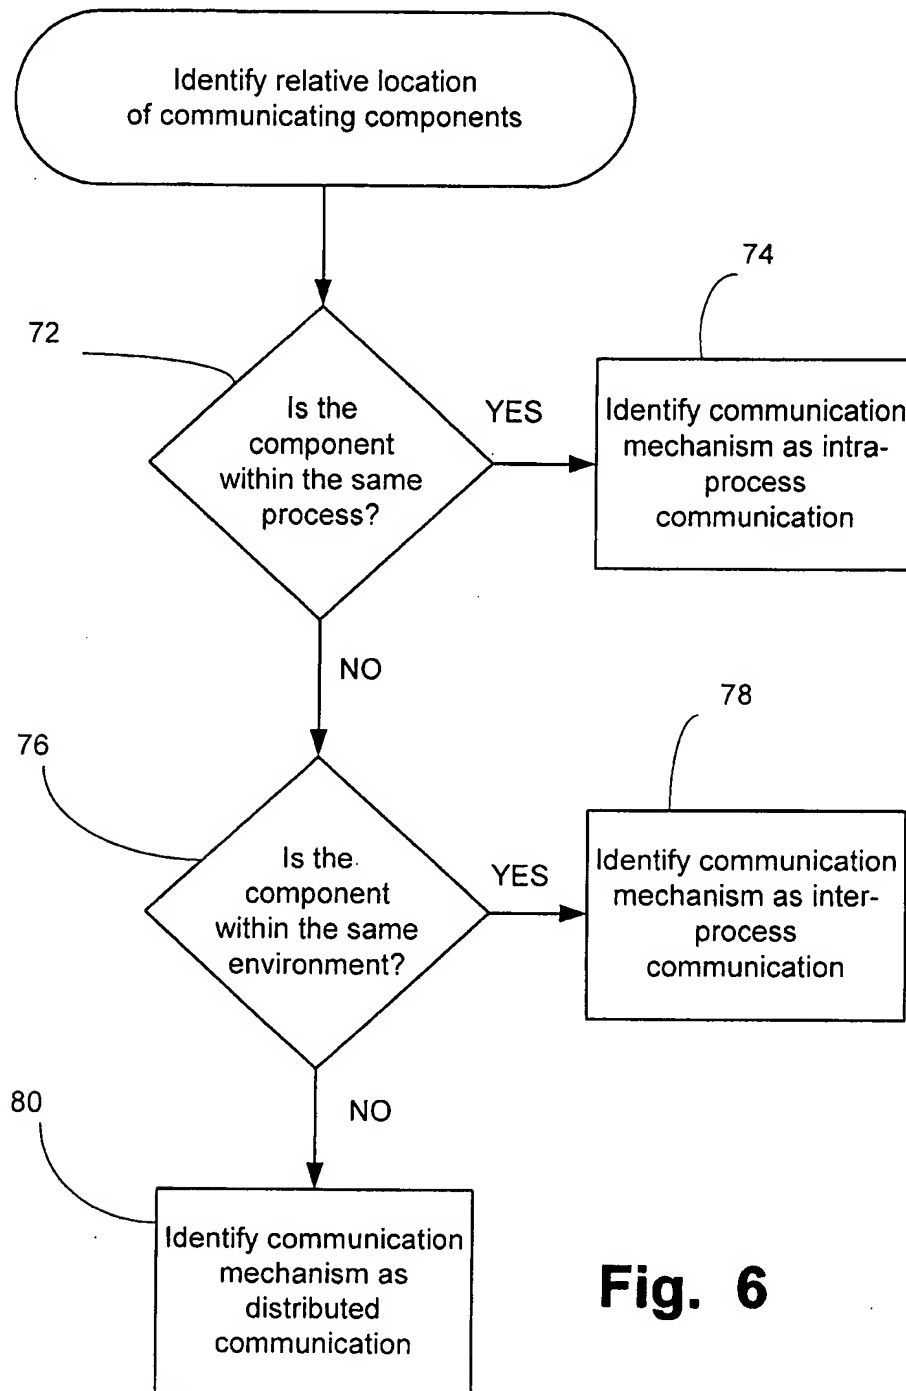 Identify relative location
of communicating components
74
72
Is the
component
within the same
process?
YES
Identify communication
mechanism as intra-
process
communication
NO
78
76
Is the
component
within the same
environment?
YES
Identify communication
mechanism as inter-
process
communication
80
NO
Identify communication
mechanism as
distributed
communication
Fig. 6